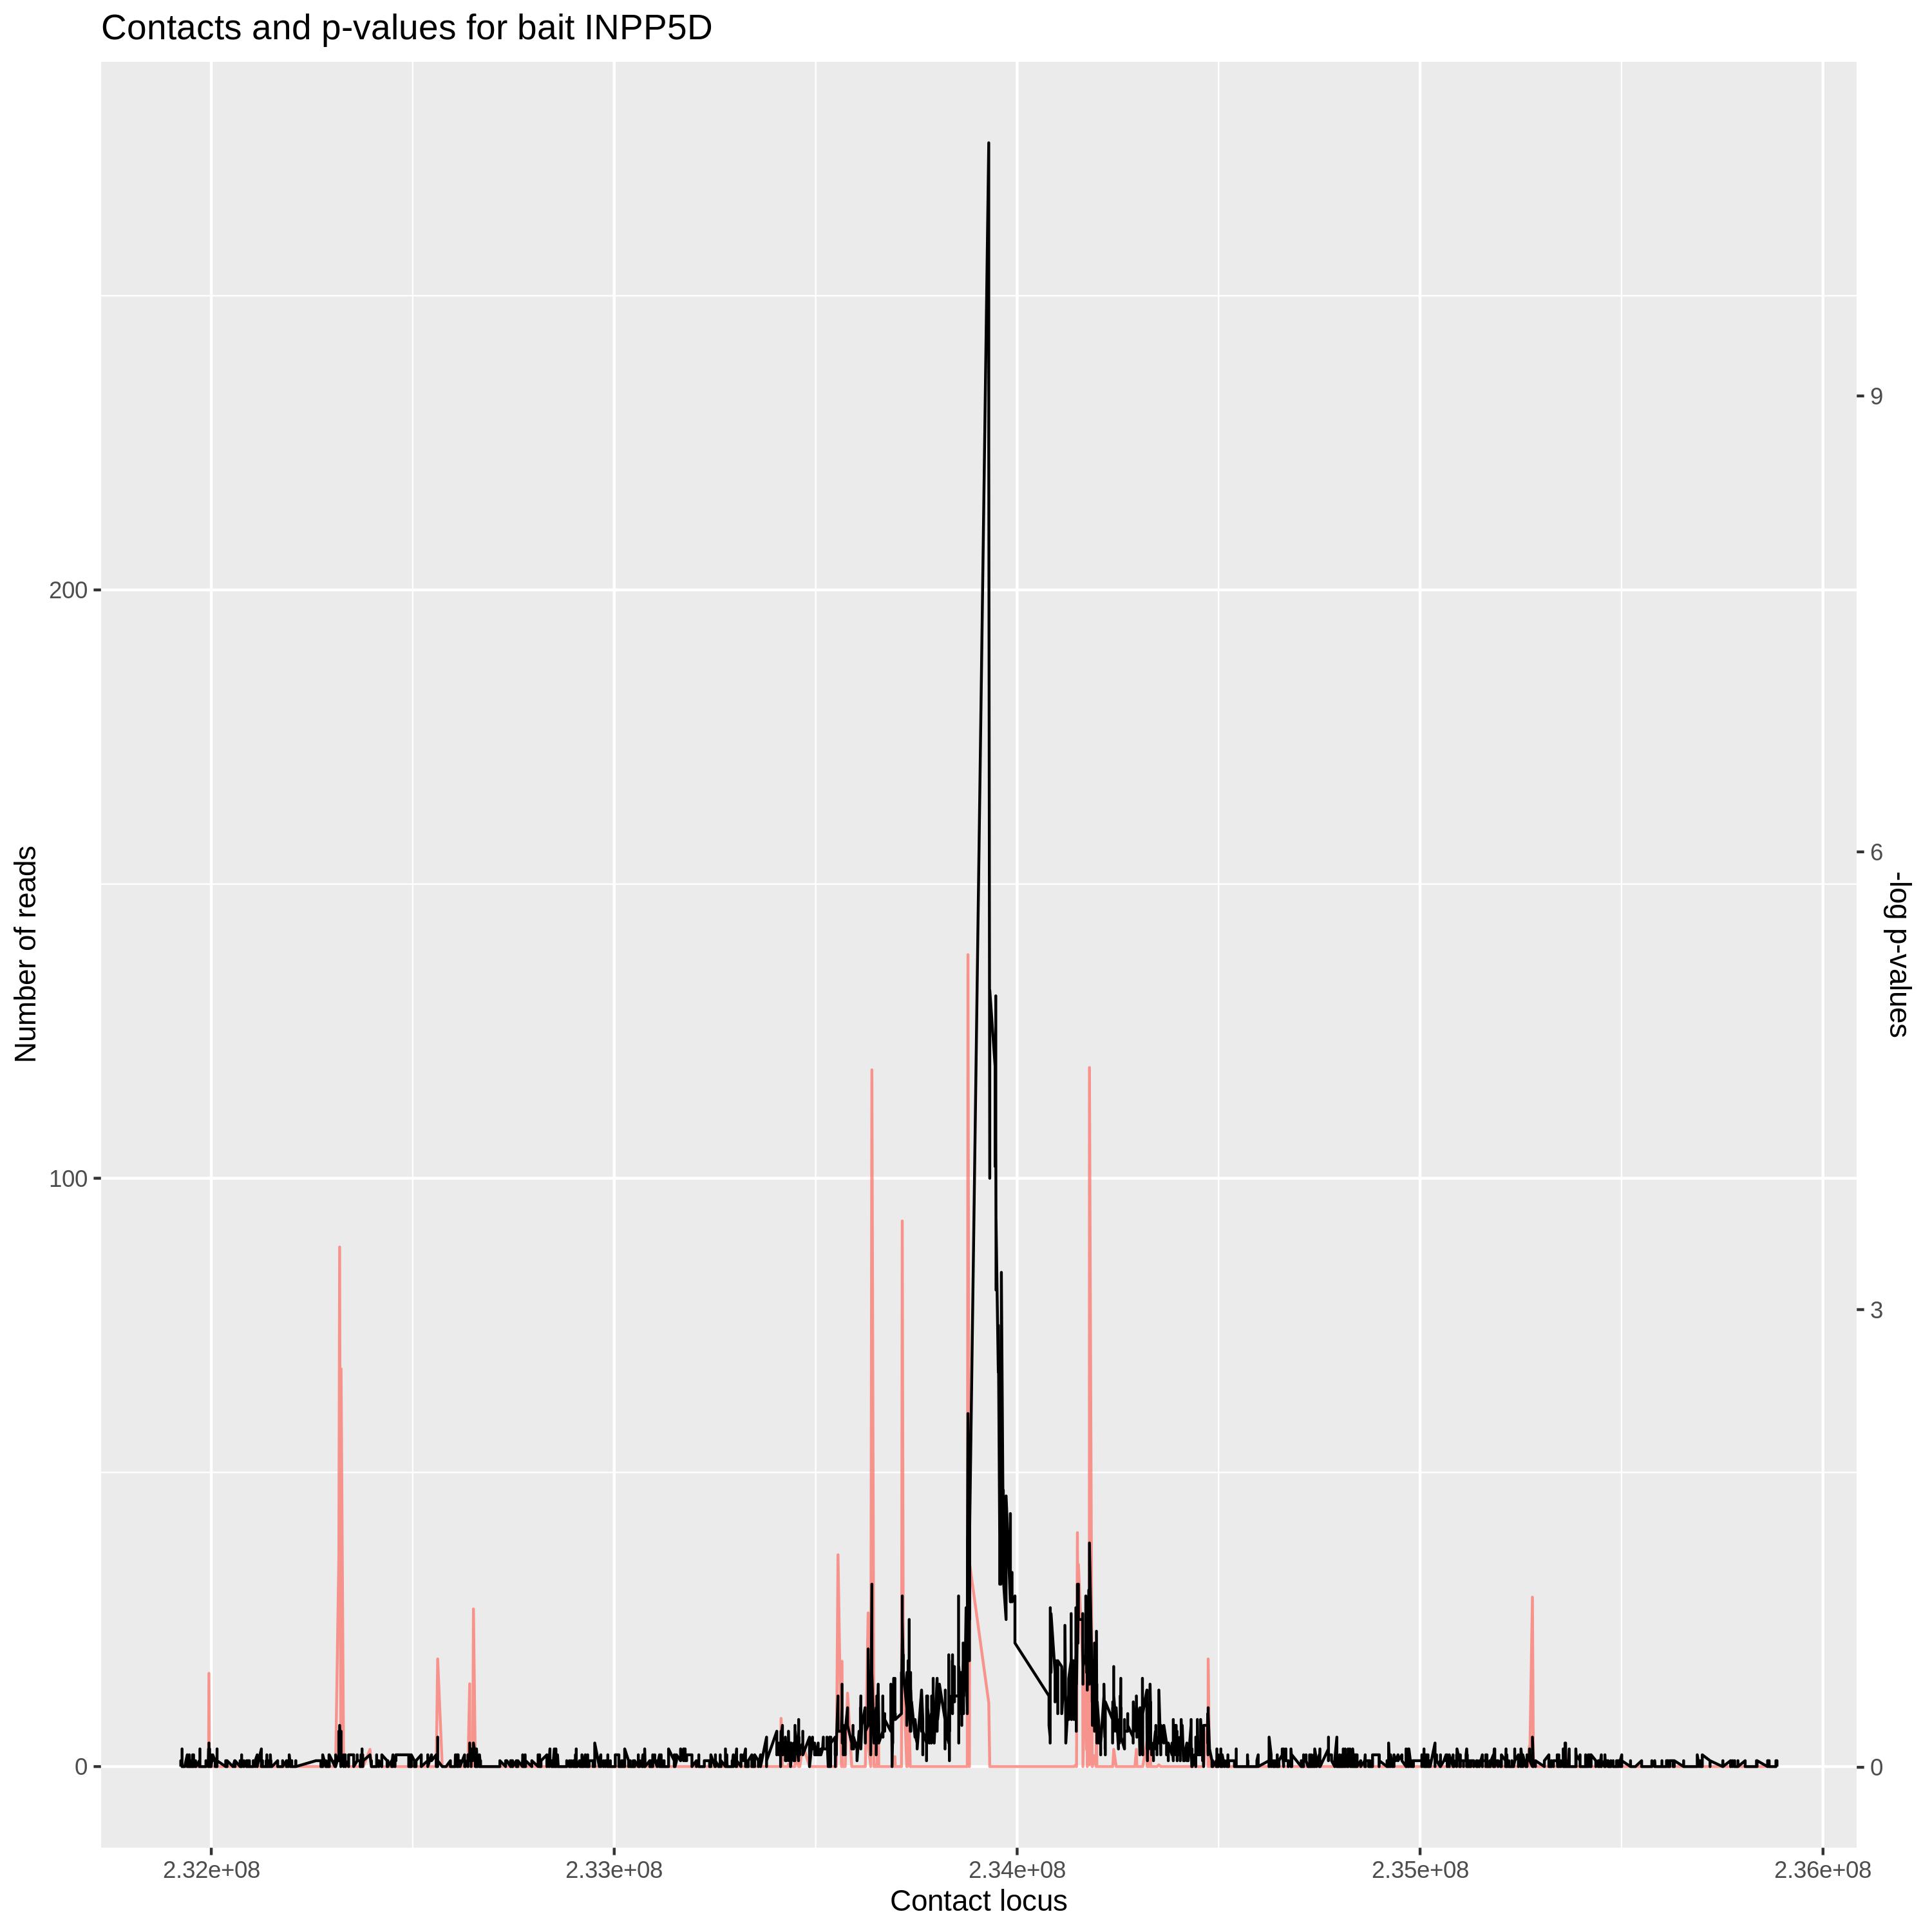 Contacts and p-values for bait INPP5D
Number of reads
200
100
0
9
6
3
0
-log p-values
2.32e+08
2.33e+08
2.34e+08
2.35e+08
2.36e+08
Contact locus